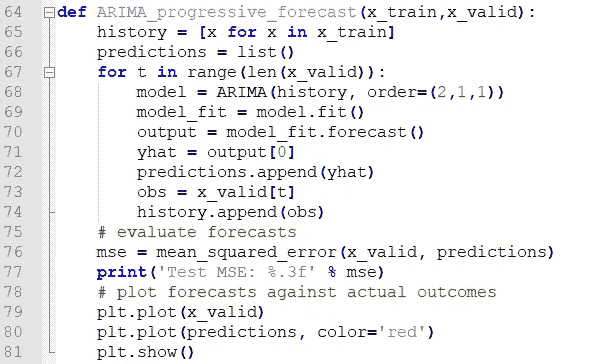 64 def ARIMA_progressive_forecast(x_train,x_valid):
65     history = [x for x in x_train]
66     predictions = list()
67     for t in range(len(x_valid)):
68         model = ARIMA(history, order=(2,1,1))
69         model_fit = model.fit()
70         output = model_fit.forecast()
71         yhat = output[0]
72         predictions.append(yhat)
73         obs = x_valid[t]
74         history.append(obs)
75     # evaluate forecasts
76     mse = mean_squared_error(x_valid, predictions)
77     print('Test MSE: %.3f' % mse)
78     # plot forecasts against actual outcomes
79     plt.plot(x_valid)
80     plt.plot(predictions, color='red')
81     plt.show()